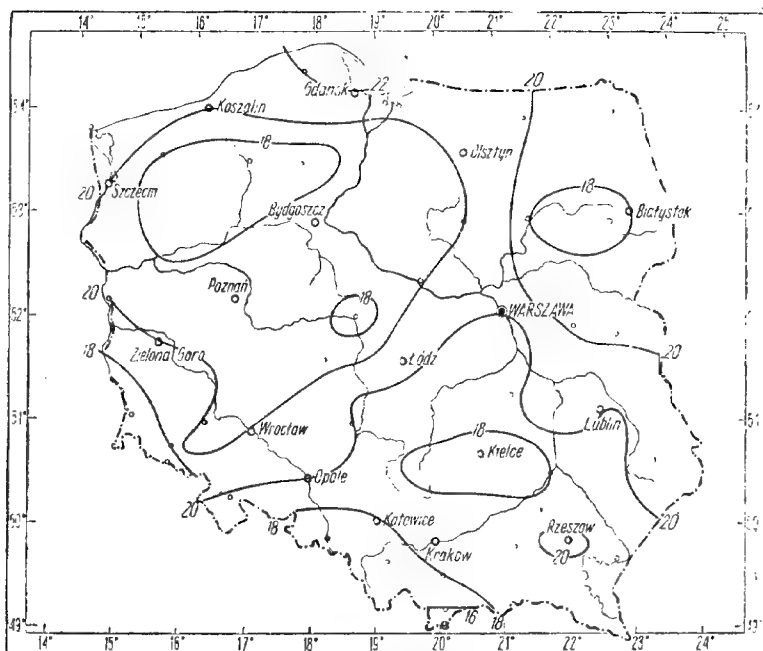 14° 15° 16° 17° 18° 19° 20° 21° 22° 23° 24°
22
20
Gdańsk
54°
Koszalin
18
Olsztyn
20
Szczecin
18
Białystok
53°
Bydgoszcz
20
Poznań
18
52°
WARSZAWA
18
Zielona Góra
Łódź
20
51°
Wrocław
Lublin
18
Kielce
Opole
20
50°
18
Katowice
Rzeszów
20
Kraków
20
49°
16
18
15° 16° 17° 18° 19° 20° 21° 22° 23° 24°